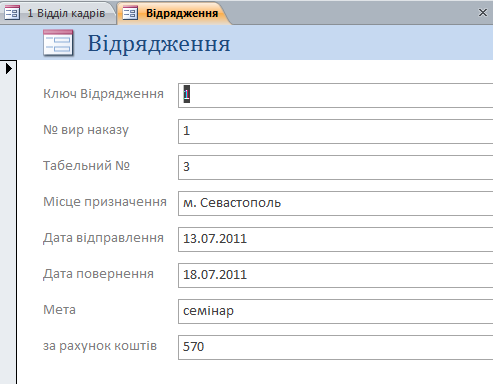 1 Відділ кадрів Відрядження
Відрядження
Ключ Відрядження 1
№ вир наказу 1
Табельний № 3
Місце призначення м. Севастополь
Дата відправлення 13.07.2011
Дата повернення 18.07.2011
Мета семінар
за рахунок коштів 570